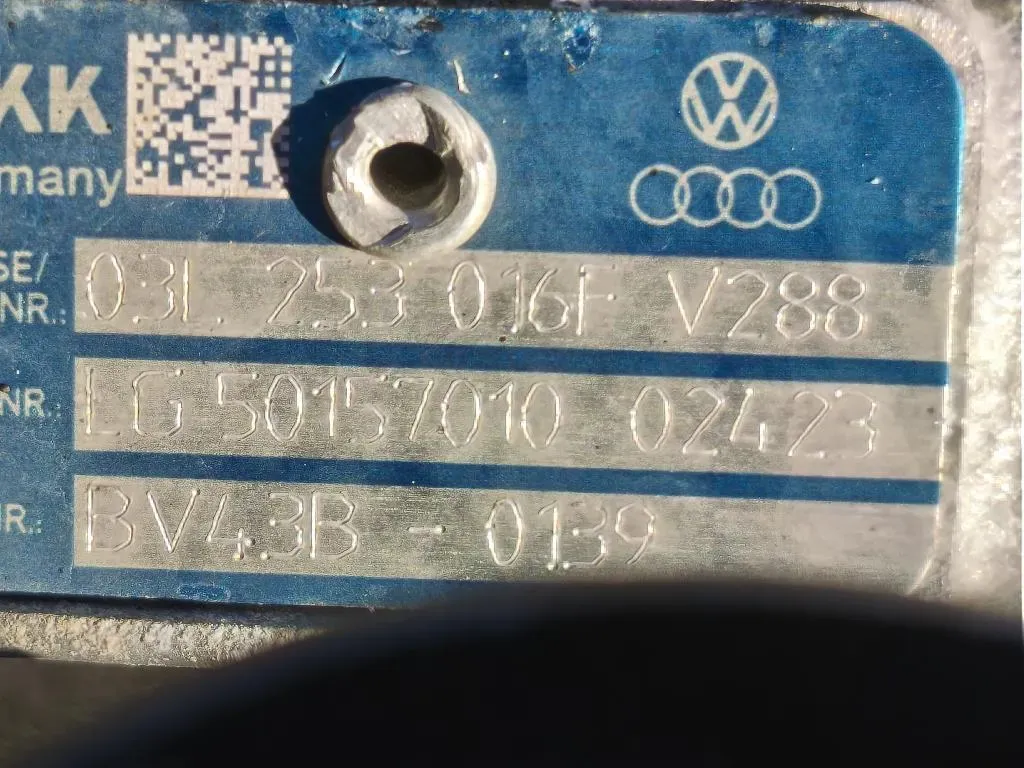 KK
many
SE/
NR.: 03L 253 016F V288
NR.: LG 50157010 02423
NR.: BV43B - 0139